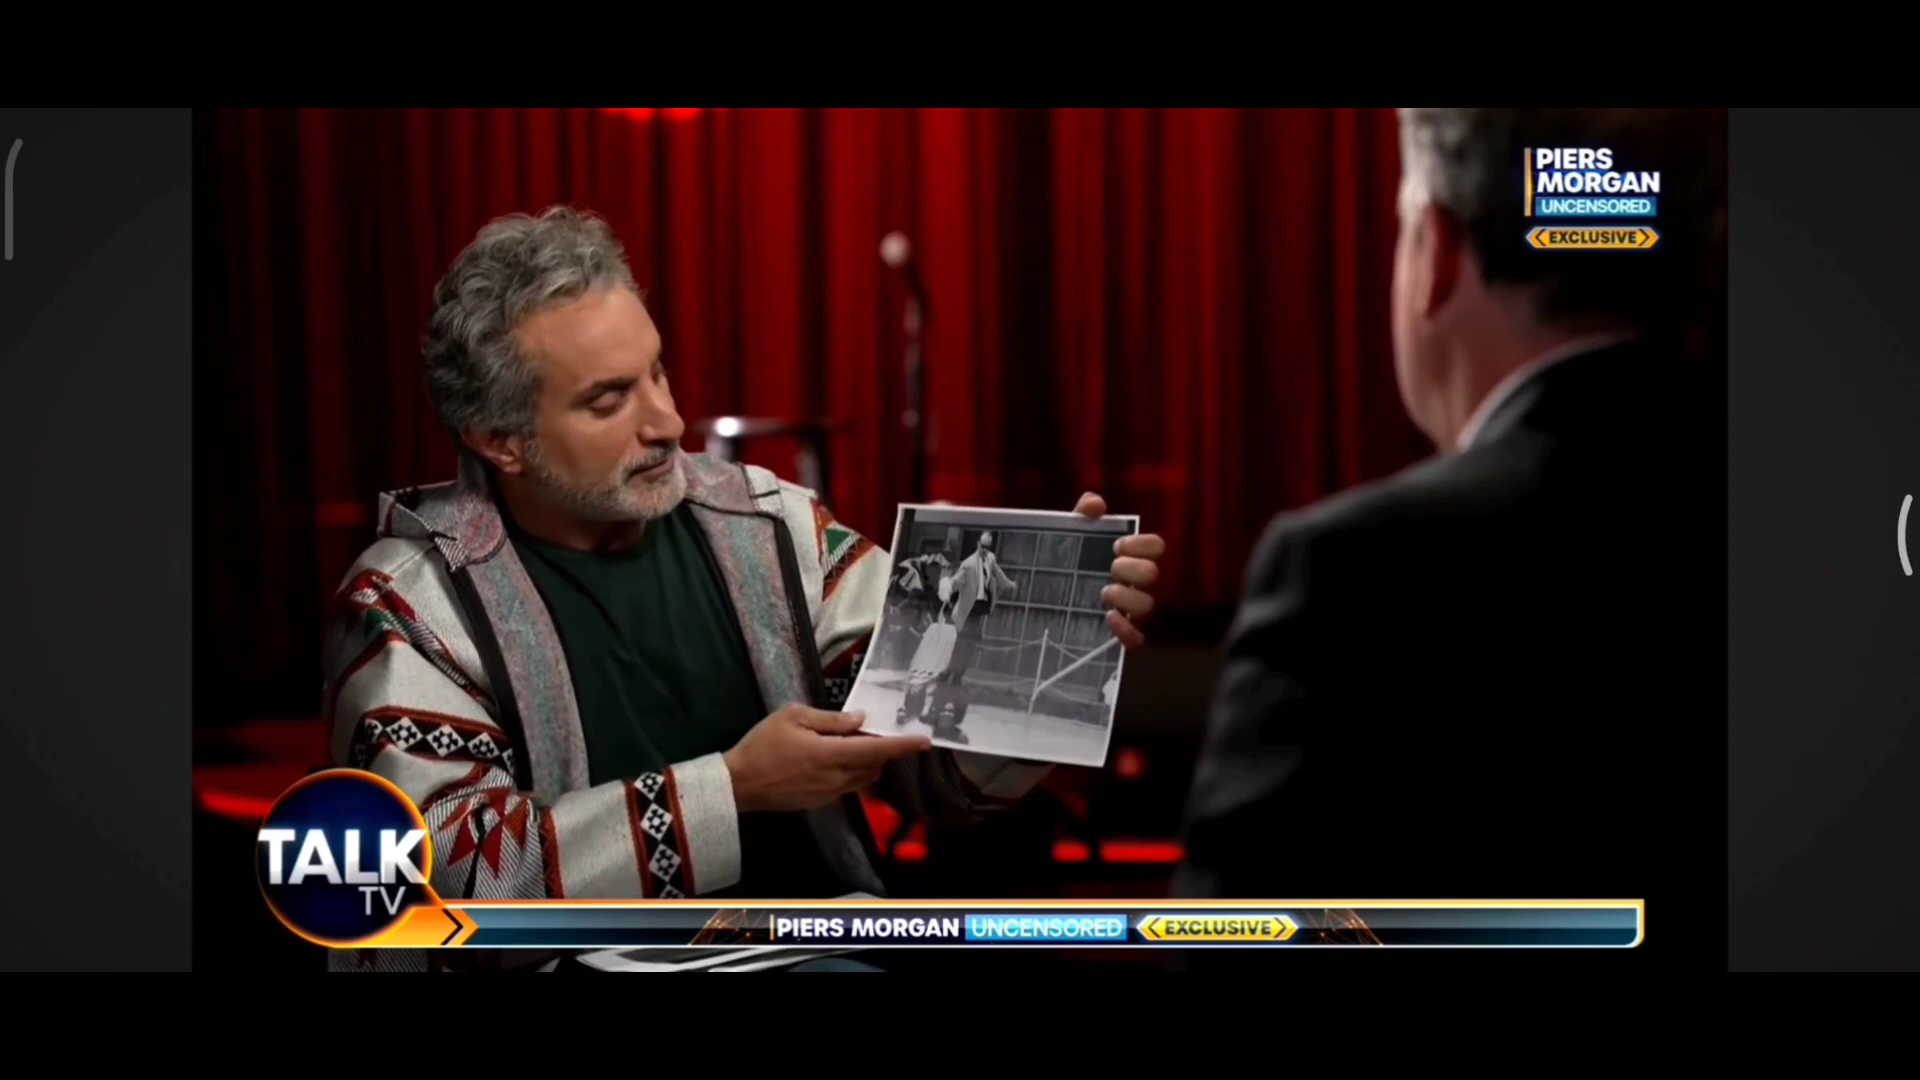 PIERS
MORGAN
UNCENSORED
EXCLUSIVE
TALK
TV
PIERS MORGAN UNCENSORED EXCLUSIVE